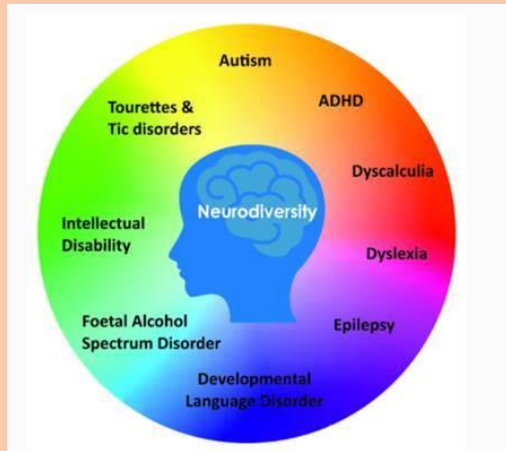 Autism
ADHD
Tourettes &
Tic disorders
Dyscalculia
Neurodiversity
Intellectual
Disability
Dyslexia
Foetal Alcohol
Spectrum Disorder
Epilepsy
Developmental
Language Disorder